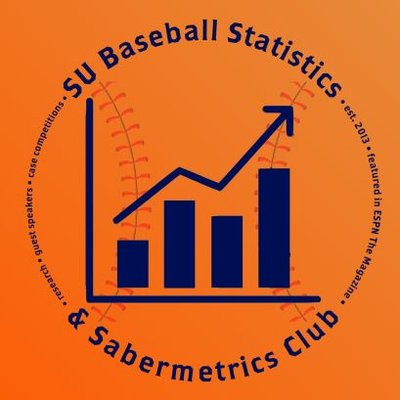 SU Baseball Statistics
& Sabermetrics Club
• research • guest speakers • case competitions •
• est. 2013 • featured in ESPN The Magazine •